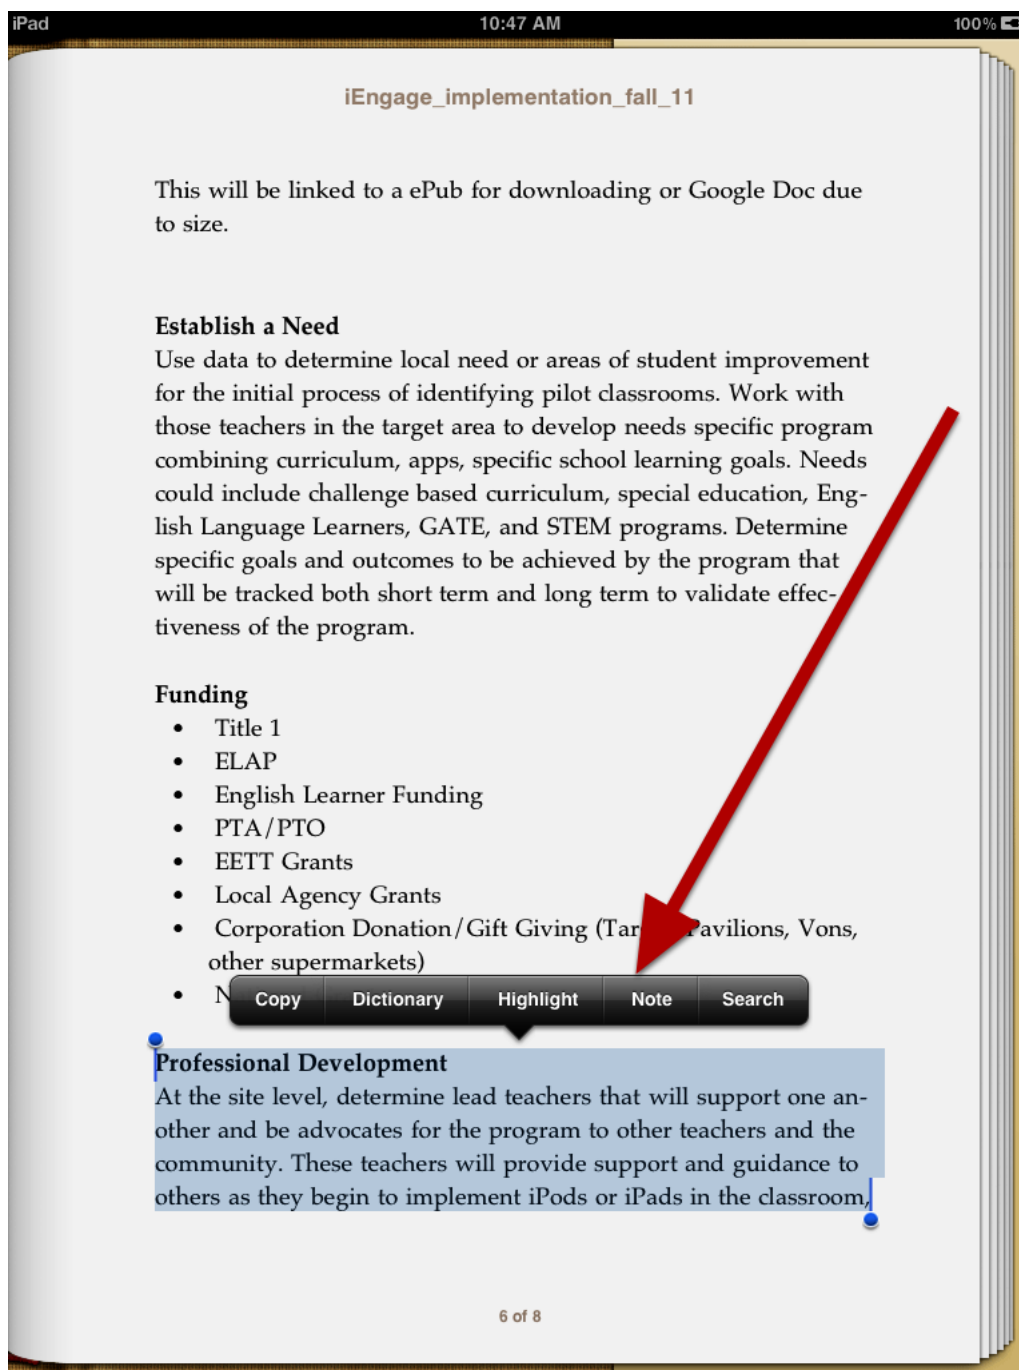 iPad 10:47 AM 100%
iEngage_implementation_fall_11
This will be linked to a ePub for downloading or Google Doc due
to size.
Establish a Need
Use data to determine local need or areas of student improvement
for the initial process of identifying pilot classrooms. Work with
those teachers in the target area to develop needs specific program
combining curriculum, apps, specific school learning goals. Needs
could include challenge based curriculum, special education, Eng-
lish Language Learners, GATE, and STEM programs. Determine
specific goals and outcomes to be achieved by the program that
will be tracked both short term and long term to validate effec-
tiveness of the program.
Funding
• Title 1
• ELAP
• English Learner Funding
• PTA/PTO
• EETT Grants
• Local Agency Grants
• Corporation Donation/Gift Giving (Pavilions, Vons,
other supermarkets)
•
Copy Dictionary Highlight Note Search
Professional Development
At the site level, determine lead teachers that will support one an-
other and be advocates for the program to other teachers and the
community. These teachers will provide support and guidance to
others as they begin to implement iPods or iPads in the classroom,
6 of 8